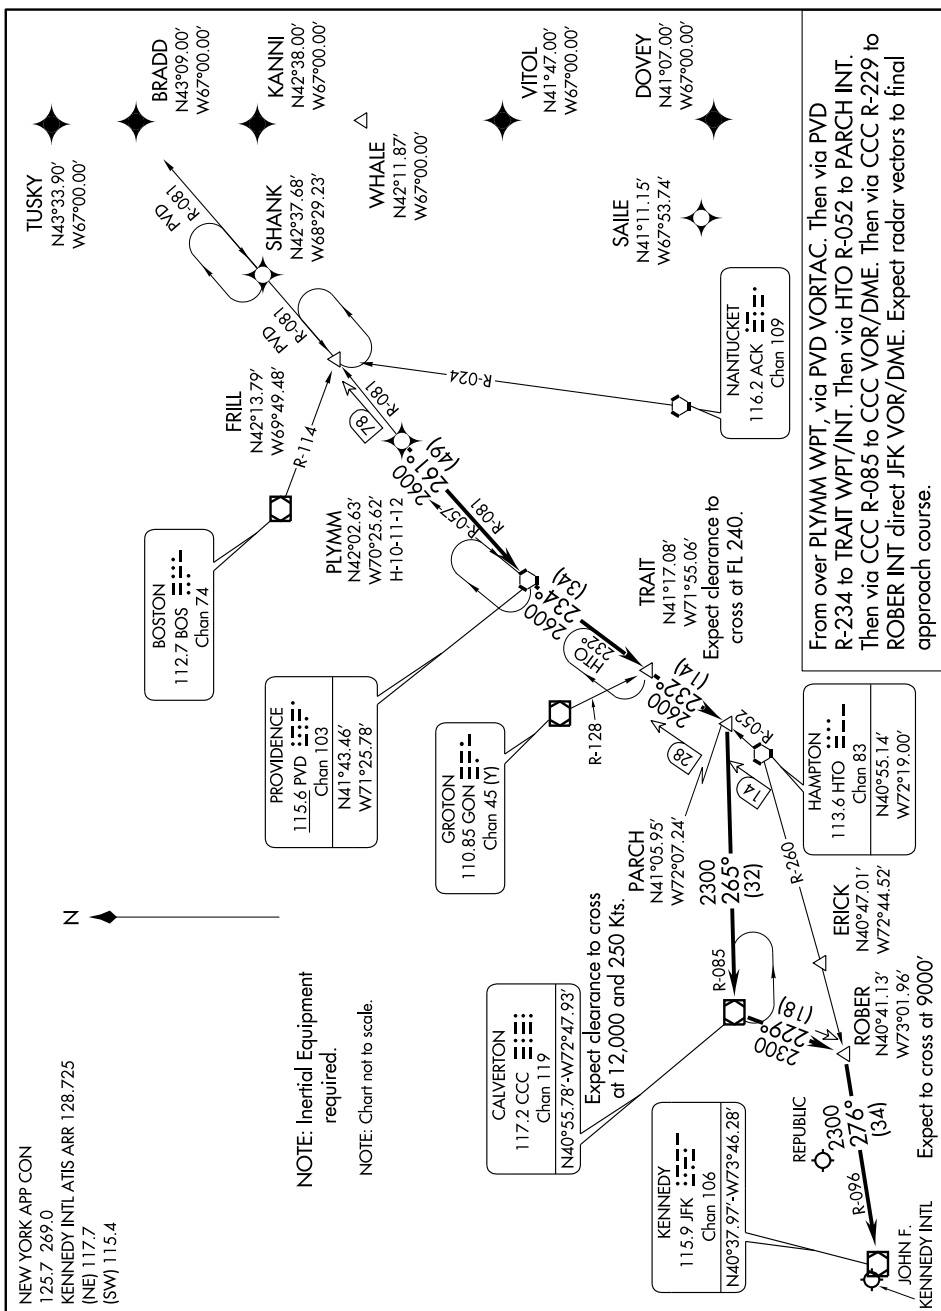 NEW YORK APP CON
125.7 269.0
KENNEDY INTL ATIS ARR 128.725
(NE) 117.7
(SW) 115.4
N
NOTE: Inertial Equipment
required.
NOTE: Chart not to scale.
TUSKY
N43°33.90'
W67°00.00'
BRADD
N43°09.00'
W67°00.00'
KANNI
N42°38.00'
W67°00.00'
WHALE
N42°11.87'
W67°00.00'
VITOL
N41°47.00'
W67°00.00'
DOVEY
N41°07.00'
W67°00.00'
SAILE
N41°11.15'
W67°53.74'
SHANK
N42°37.68'
W68°29.23'
PVD
R-081
PVD
R-081
FRILL
N42°13.79'
W69°49.48'
R-114
R-024
78
R-081
BOSTON
112.7 BOS
Chan 74
NANTUCKET
116.2 ACK
Chan 109
PLYMM
N42°02.63'
W70°25.62'
H-10-11-12
2600
261°
(49)
R-057
R-081
PROVIDENCE
115.6 PVD
Chan 103
N41°43.46'
W71°25.78'
2600
234°
(34)
HTO
232°
TRAIT
N41°17.08'
W71°55.06'
Expect clearance to
cross at FL 240.
GROTON
110.85 GON
Chan 45 (Y)
R-128
2600
232°
(14)
28
14
R-052
PARCH
N41°05.95'
W72°07.24'
HAMPTON
113.6 HTO
Chan 83
N40°55.14'
W72°19.00'
R-260
2300
265°
(32)
R-085
ERICK
N40°47.01'
W72°44.52'
CALVERTON
117.2 CCC
Chan 119
N40°55.78'-W72°47.93'
Expect clearance to cross
at 12,000 and 250 Kts.
2300
229°
(18)
ROBER
N40°41.13'
W73°01.96'
Expect to cross at 9000'
REPUBLIC
2300
276°
(34)
R-096
KENNEDY
115.9 JFK
Chan 106
N40°37.97'-W73°46.28'
JOHN F.
KENNEDY INTL
From over PLYMM WPT, via PVD VORTAC. Then via PVD
R-234 to TRAIT WPT/INT. Then via HTO R-052 to PARCH INT.
Then via CCC R-085 to CCC VOR/DME. Then via CCC R-229 to
ROBER INT direct JFK VOR/DME. Expect radar vectors to final
approach course.